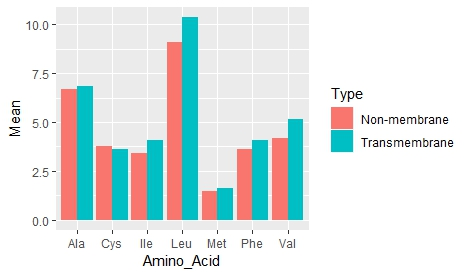 10.0
7.5
5.0
2.5
0.0
Mean
Ala Cys Ile Leu Met Phe Val
Amino_Acid
Type
Non-membrane
Transmembrane